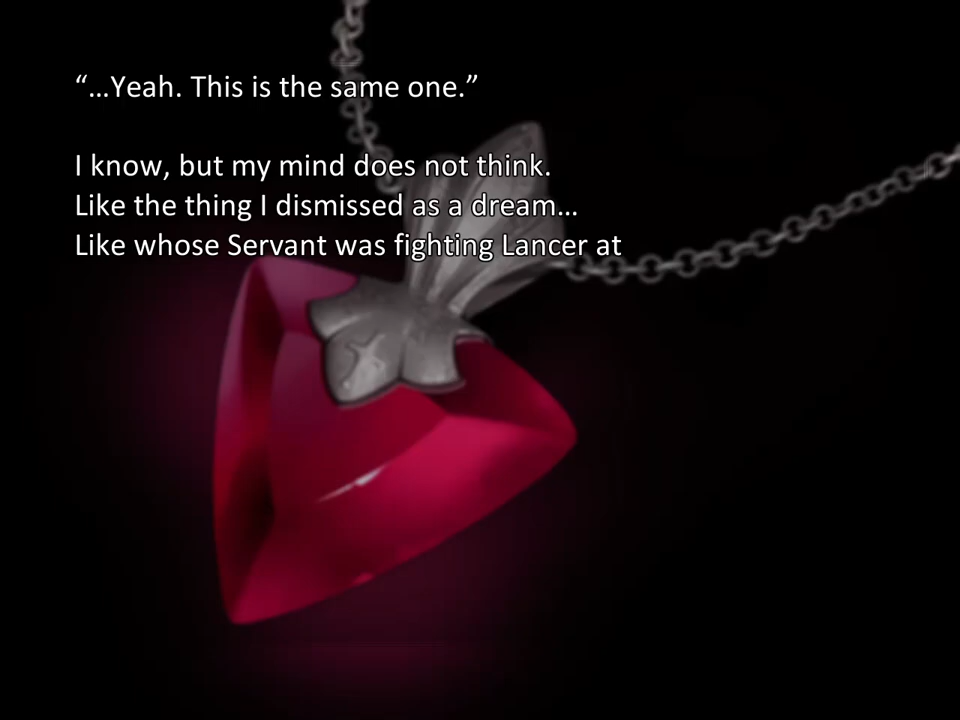 “…Yeah. This is the same one.”
I know, but my mind does not think.
Like the thing I dismissed as a dream…
Like whose Servant was fighting Lancer at